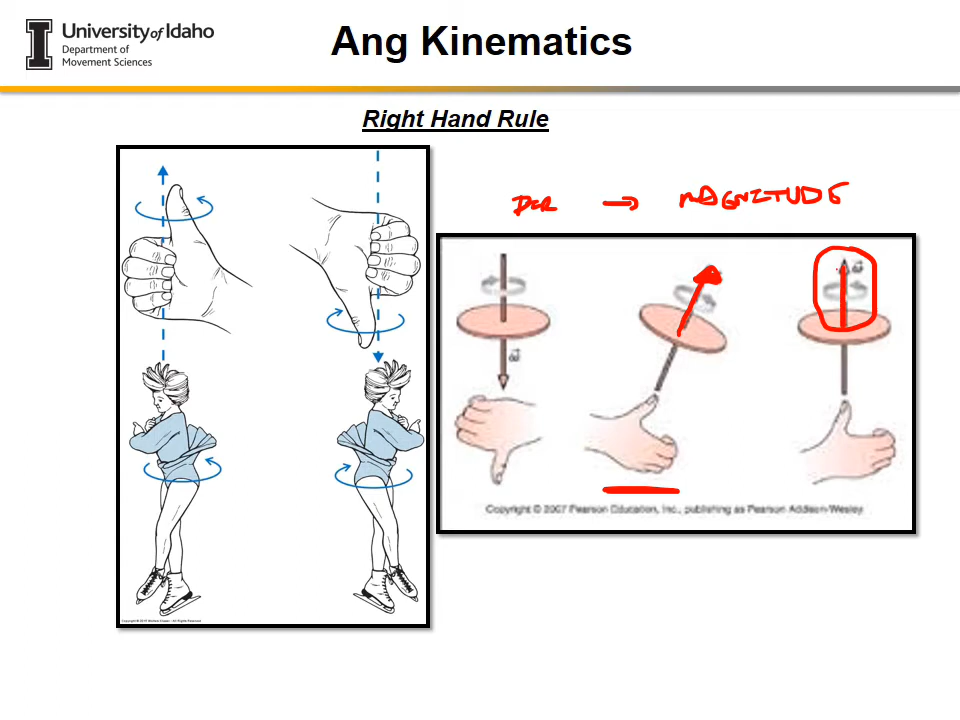 University of Idaho
Department of
Movement Sciences
Ang Kinematics
Right Hand Rule
DIR → MAGNITUDE
ω
ω
Copyright © 2007 Pearson Education, Inc., publishing as Pearson Addison-Wesley